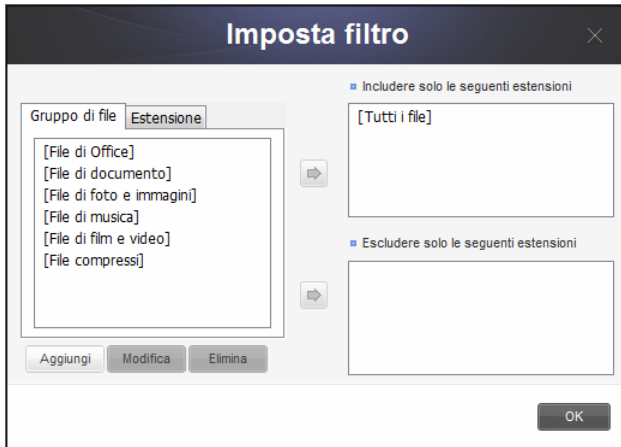 Imposta filtro
Gruppo di file
Estensione
[File di Office]
[File di documento]
[File di foto e immagini]
[File di musica]
[File di film e video]
[File compressi]
Aggiungi
Modifica
Elimina
Includere solo le seguenti estensioni
[Tutti i file]
Escludere solo le seguenti estensioni
OK